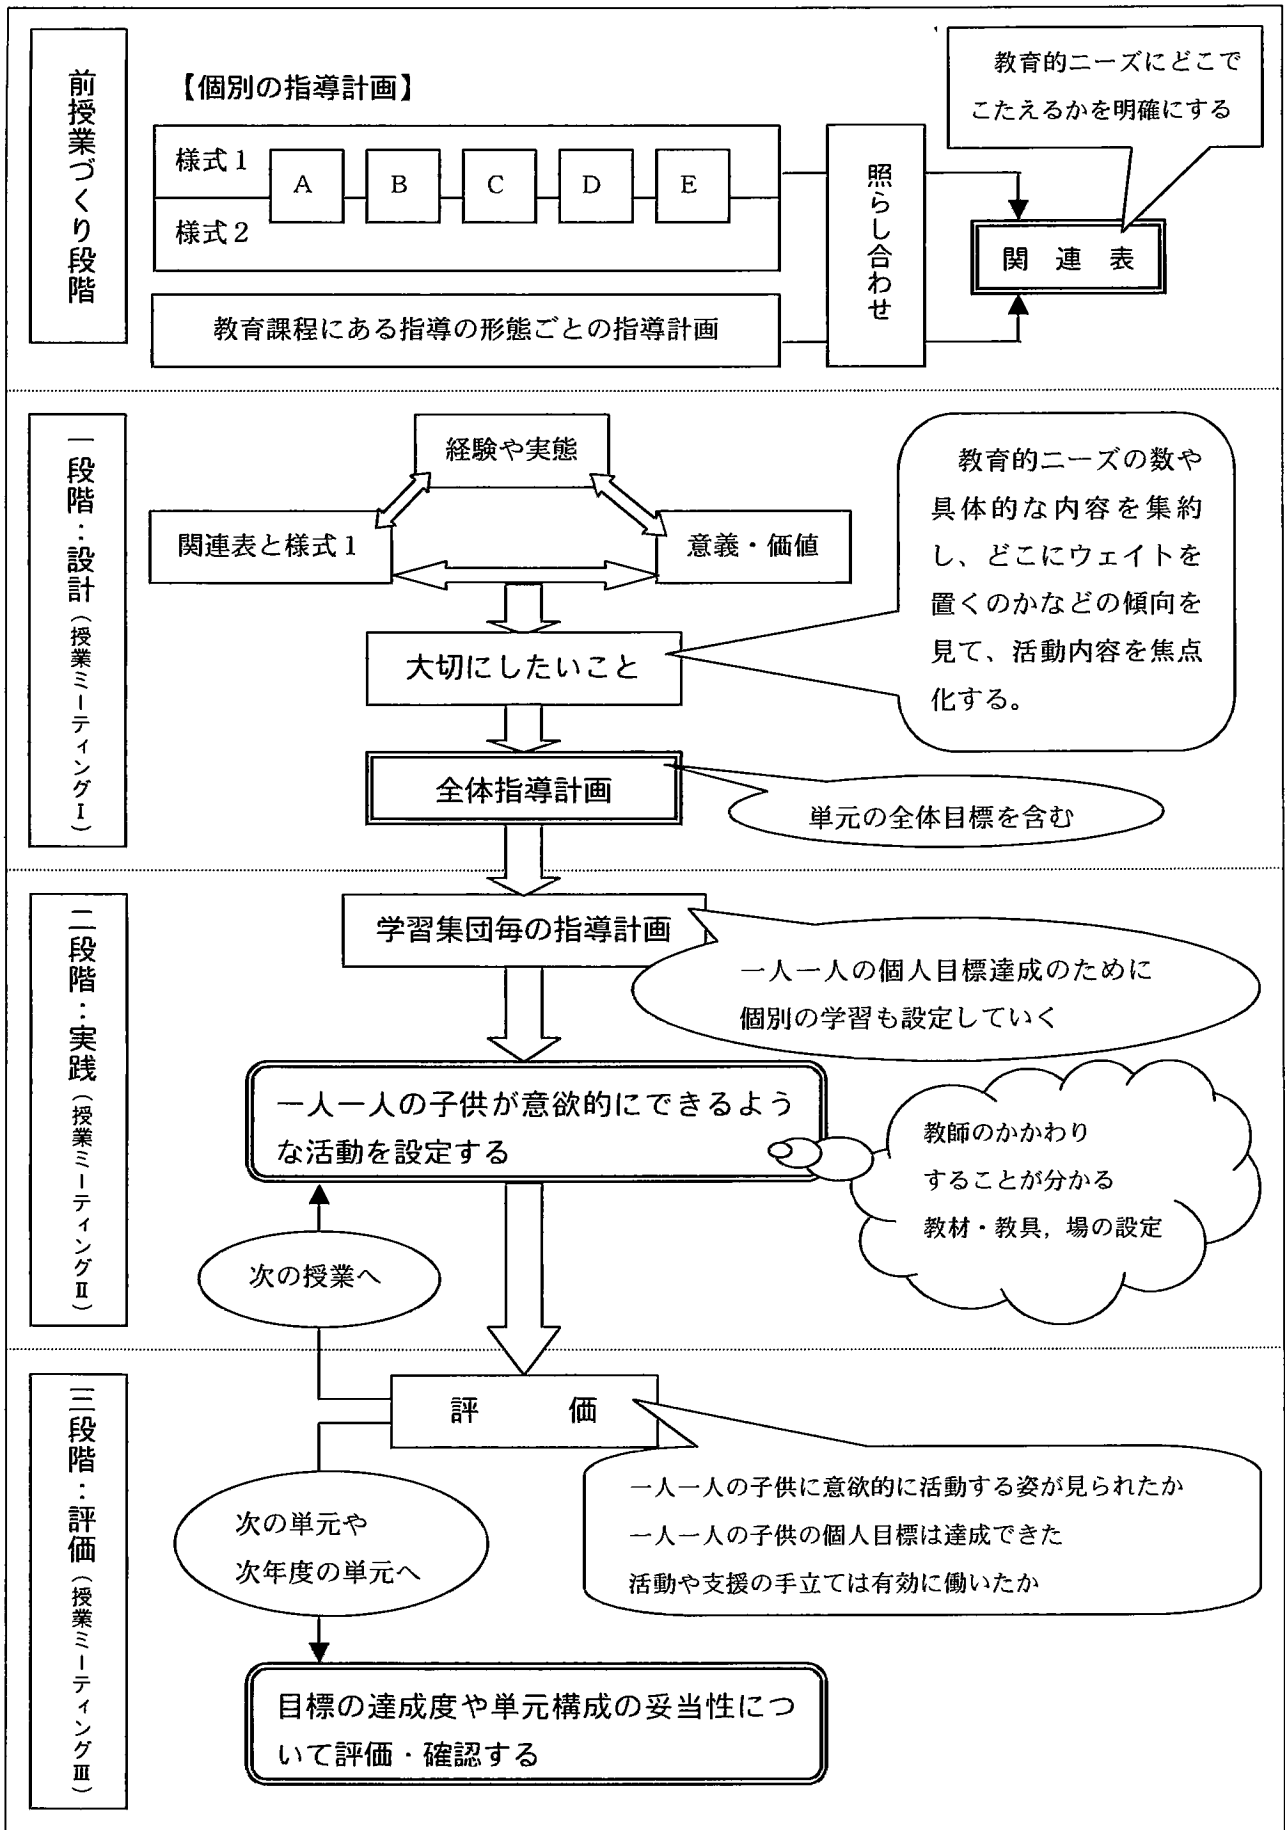 前授業づくり段階
【個別の指導計画】
様式1
A
B
C
D
E
様式2
教育課程にある指導の形態ごとの指導計画
照らし合わせ
教育的ニーズにどこで
こたえるかを明確にする
関 連 表
一段階：設計（授業ミーティングⅠ）
経験や実態
関連表と様式1
意義・価値
大切にしたいこと
教育的ニーズの数や
具体的な内容を集約
し、どこにウェイトを
置くのかなどの傾向を
見て、活動内容を焦点
化する。
全体指導計画
単元の全体目標を含む
二段階：実践（授業ミーティングⅡ）
学習集団毎の指導計画
一人一人の個人目標達成のために
個別の学習も設定していく
一人一人の子供が意欲的にできるよう
な活動を設定する
教師のかかわり
することが分かる
教材・教具，場の設定
次の授業へ
三段階：評価（授業ミーティングⅢ）
評 価
一人一人の子供に意欲的に活動する姿が見られたか
一人一人の子供の個人目標は達成できた
活動や支援の手立ては有効に働いたか
次の単元や
次年度の単元へ
目標の達成度や単元構成の妥当性につ
いて評価・確認する